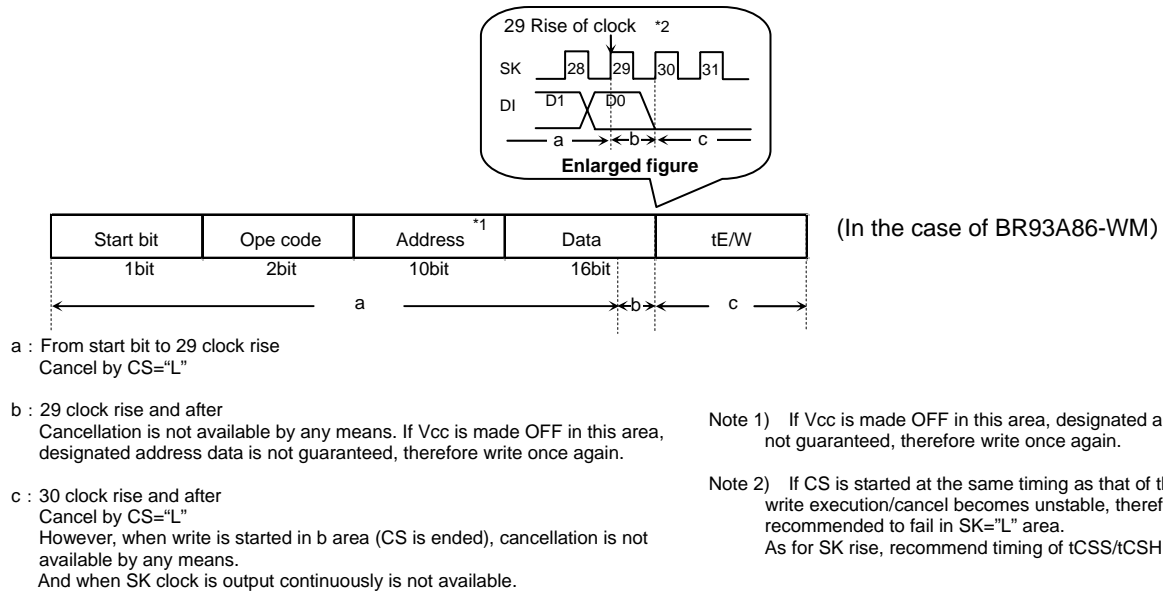 29 Rise of clock *2
SK 28 29 30 31
DI D1 D0
a b c
Enlarged figure
Start bit Ope code Address *1 Data tE/W (In the case of BR93A86-WM)
1bit 2bit 10bit 16bit
a b c
a : From start bit to 29 clock rise
Cancel by CS=“L”
b : 29 clock rise and after
Cancellation is not available by any means. If Vcc is made OFF in this area,
designated address data is not guaranteed, therefore write once again.
c : 30 clock rise and after
Cancel by CS=“L”
However, when write is started in b area (CS is ended), cancellation is not
available by any means.
And when SK clock is output continuously is not available.
Note 1) If Vcc is made OFF in this area, designated a
not guaranteed, therefore write once again.
Note 2) If CS is started at the same timing as that of
write execution/cancel becomes unstable,
recommended to fail in SK=”L” area.
As for SK rise, recommend timing of tCSS/tCSH